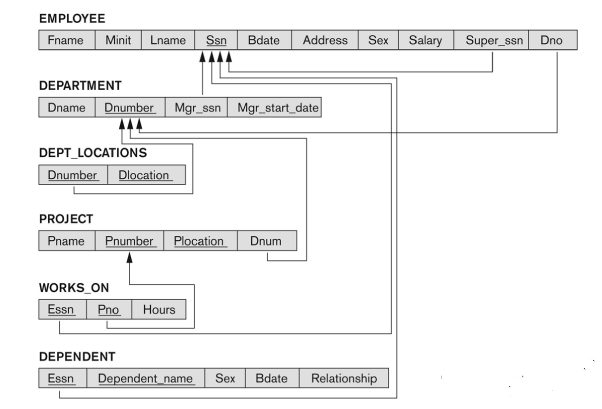 EMPLOYEE
Fname Minit Lname Ssn Bdate Address Sex Salary Super_ssn Dno
DEPARTMENT
Dname Dnumber Mgr_ssn Mgr_start_date
DEPT_LOCATIONS
Dnumber Dlocation
PROJECT
Pname Pnumber Plocation Dnum
WORKS_ON
Essn Pno Hours
DEPENDENT
Essn Dependent_name Sex Bdate Relationship